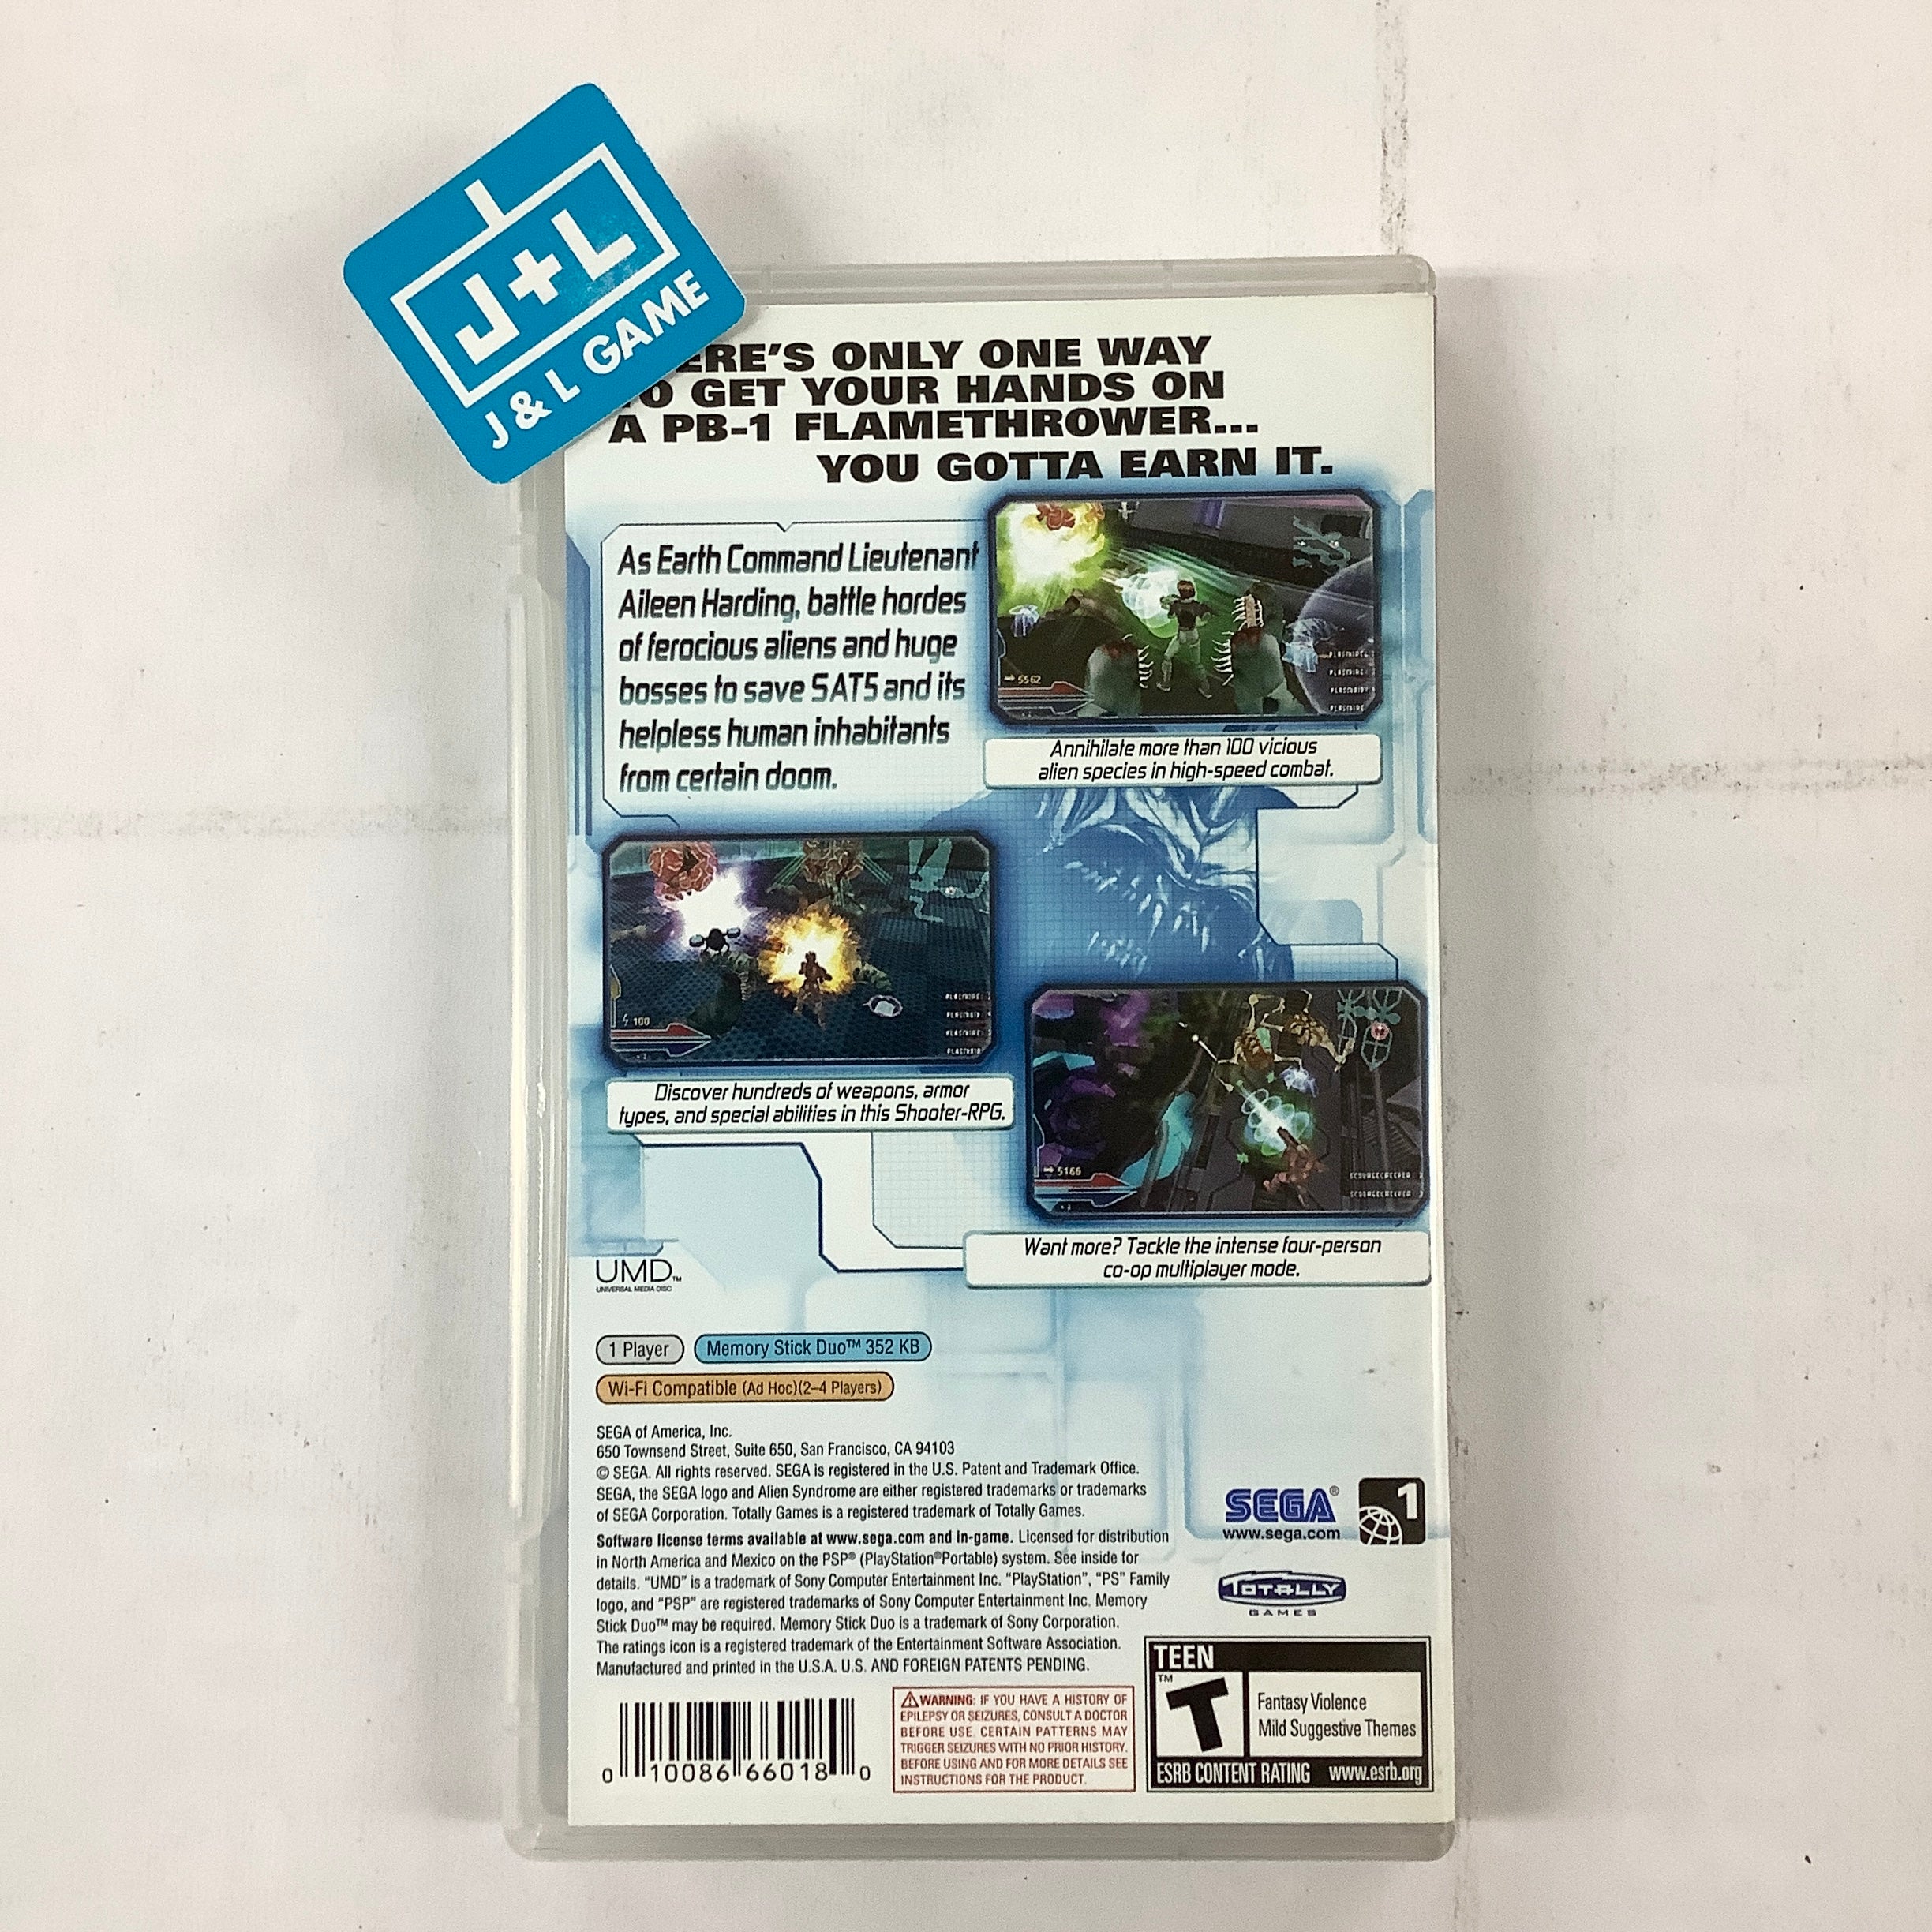 J+L
J & L GAME
ONLY ONE WAY
GET YOUR HANDS ON
A PB-1 FLAMETHROWER...
YOU GOTTA EARN IT.
As Earth Command Lieutenant
Aileen Harding, battle hordes
of ferocious aliens and huge
bosses to save SAT5 and its
helpless human inhabitants
from certain doom.
5562
Annihilate more than 100 vicious
alien species in high-speed combat.
100
Discover hundreds of weapons, armor
types, and special abilities in this Shooter-RPG.
5166
Want more? Tackle the intense four-person
co-op multiplayer mode.
UMD™
UNIVERSAL MEDIA DISC
1 Player
Memory Stick Duo™ 352 KB
Wi-Fi Compatible (Ad Hoc)(2–4 Players)
SEGA of America, Inc.
650 Townsend Street, Suite 650, San Francisco, CA 94103
© SEGA. All rights reserved. SEGA is registered in the U.S. Patent and Trademark Office.
SEGA, the SEGA logo and Alien Syndrome are either registered trademarks or trademarks
of SEGA Corporation. Totally Games is a registered trademark of Totally Games.
Software license terms available at www.sega.com and in-game. Licensed for distribution
in North America and Mexico on the PSP® (PlayStation®Portable) system. See inside for
details. “UMD” is a trademark of Sony Computer Entertainment Inc. “PlayStation”, “PS” Family
logo, and “PSP” are registered trademarks of Sony Computer Entertainment Inc. Memory
Stick Duo™ may be required. Memory Stick Duo is a trademark of Sony Corporation.
The ratings icon is a registered trademark of the Entertainment Software Association.
Manufactured and printed in the U.S.A. U.S. AND FOREIGN PATENTS PENDING.
SEGA®
www.sega.com
1
TOTALLY
GAMES
0 10086 66018 0
WARNING: IF YOU HAVE A HISTORY OF
EPILEPSY OR SEIZURES, CONSULT A DOCTOR
BEFORE USE. CERTAIN PATTERNS MAY
TRIGGER SEIZURES WITH NO PRIOR HISTORY.
BEFORE USING AND FOR MORE DETAILS SEE
INSTRUCTIONS FOR THE PRODUCT.
TEEN
T™
Fantasy Violence
Mild Suggestive Themes
ESRB CONTENT RATING www.esrb.org